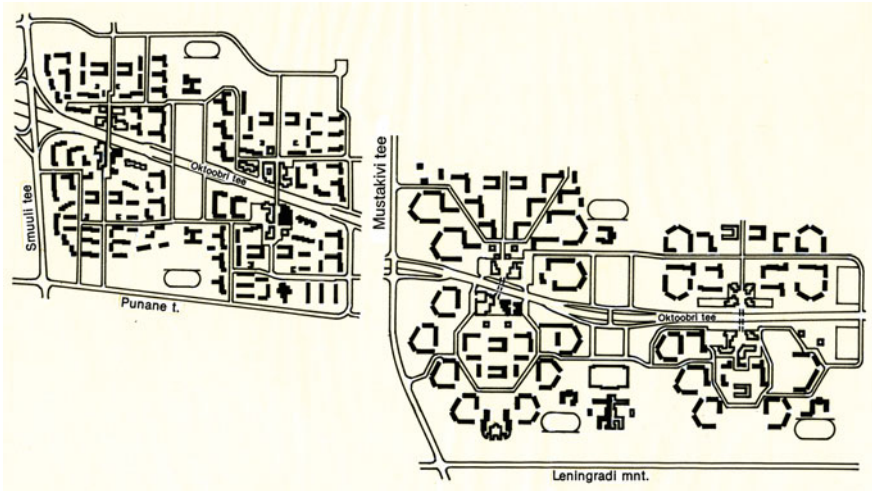 Smuuli tee
Oktoobri tee
Punane t.
Mustakivi tee
Oktoobri tee
Leningradi mnt.